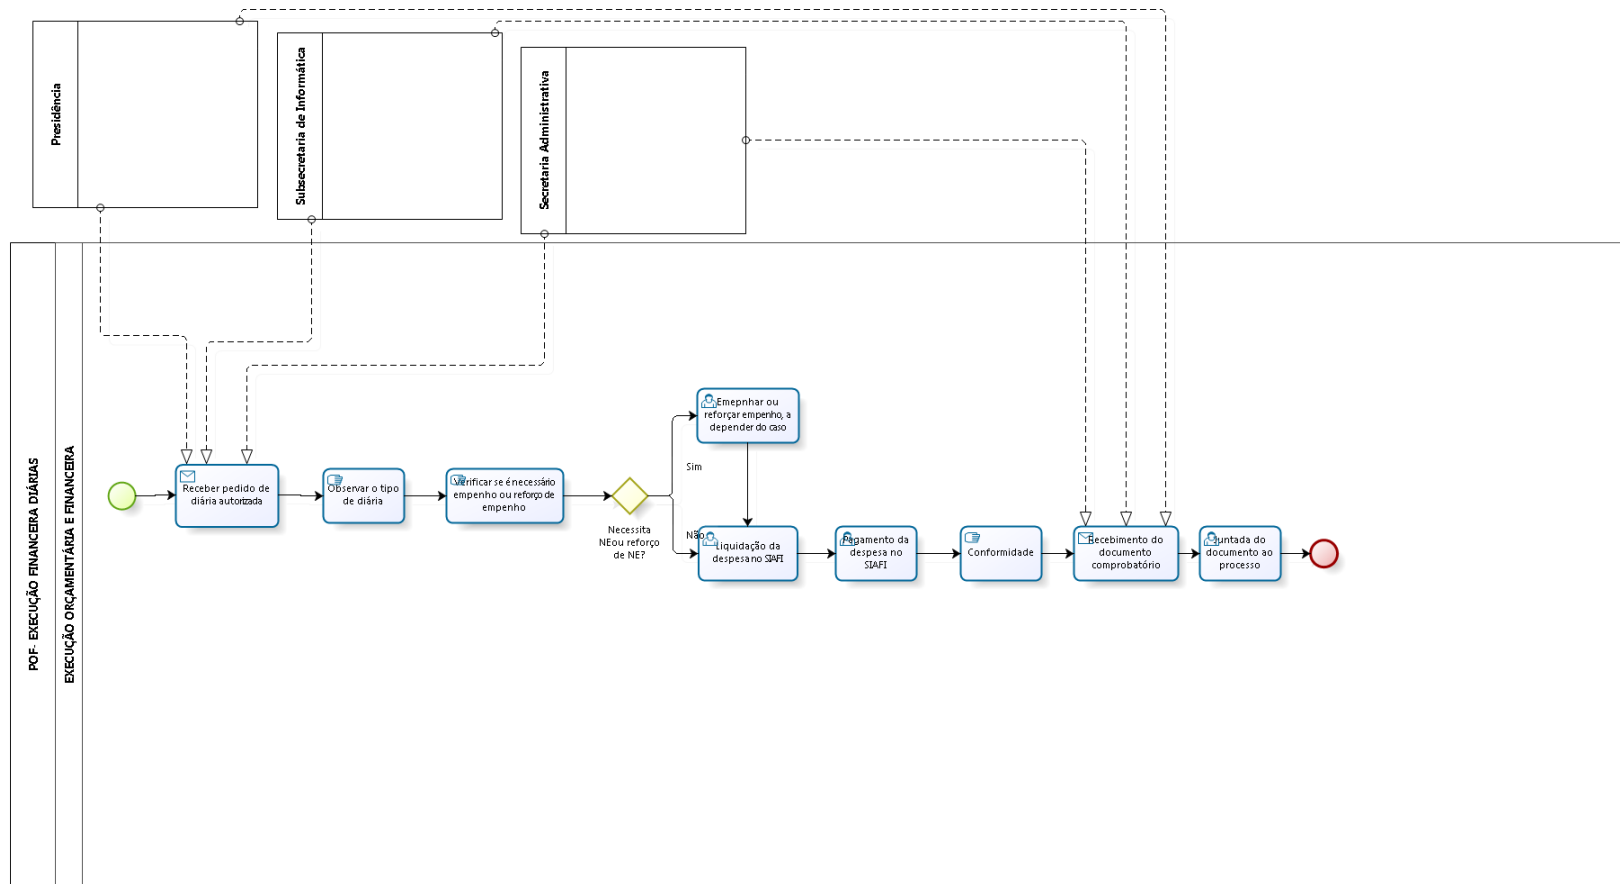 Presidência
Subsecretaria de Informática
Secretaria Administrativa
POF- EXECUÇÃO FINANCEIRA DIÁRIAS
EXECUÇÃO ORÇAMENTÁRIA E FINANCEIRA
Receber pedido de
diária autorizada
Observar o tipo
de diária
Verificar se é necessário
empenho ou reforço de
empenho
Necessita
NEou reforço
de NE?
Sim
Não
Emepnhar ou
reforçar empenho, a
depender do caso
Liquidação da
despesa no SIAFI
Pagamento da
despesa no
SIAFI
Conformidade
Recebimento do
documento
comprobatório
Juntada do
documento ao
processo